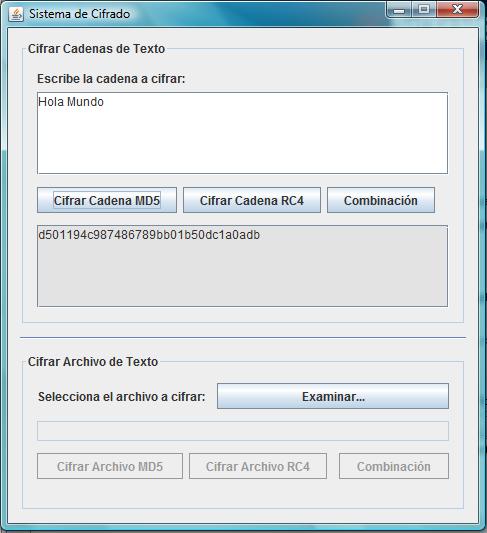 Sistema de Cifrado
Cifrar Cadenas de Texto
Escribe la cadena a cifrar:
Hola Mundo
Cifrar Cadena MD5 Cifrar Cadena RC4 Combinación
d501194c987486789bb01b50dc1a0adb
Cifrar Archivo de Texto
Selecciona el archivo a cifrar: Examinar...
Cifrar Archivo MD5 Cifrar Archivo RC4 Combinación